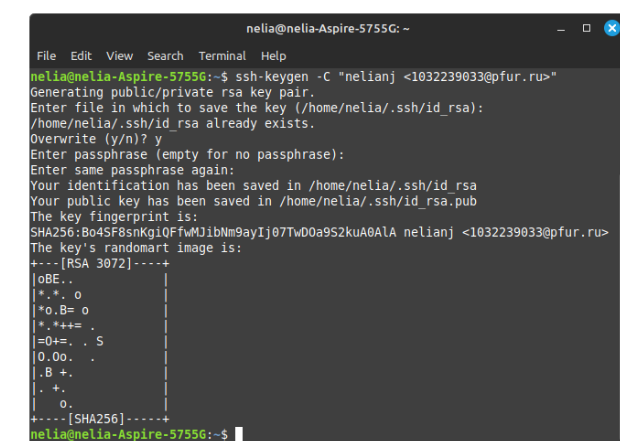 nelia@nelia-Aspire-5755G: ~
File Edit View Search Terminal Help
nelia@nelia-Aspire-5755G:~$ ssh-keygen -C "nelianj <1032239033@pfur.ru>"
Generating public/private rsa key pair.
Enter file in which to save the key (/home/nelia/.ssh/id_rsa):
/home/nelia/.ssh/id_rsa already exists.
Overwrite (y/n)? y
Enter passphrase (empty for no passphrase):
Enter same passphrase again:
Your identification has been saved in /home/nelia/.ssh/id_rsa
Your public key has been saved in /home/nelia/.ssh/id_rsa.pub
The key fingerprint is:
SHA256:Bo4SF8snKgiQFfwMJibNm9ayIj07TwDOa9S2kuA0AlA nelianj <1032239033@pfur.ru>
The key's randomart image is:
+---[RSA 3072]----+
|oBE..            |
|*.*. o           |
|*o.B= o          |
|*.*++= .         |
|=O+=. . S        |
|O.Oo.  .         |
|.B +.            |
|. +.             |
|   o.            |
+----[SHA256]-----+
nelia@nelia-Aspire-5755G:~$